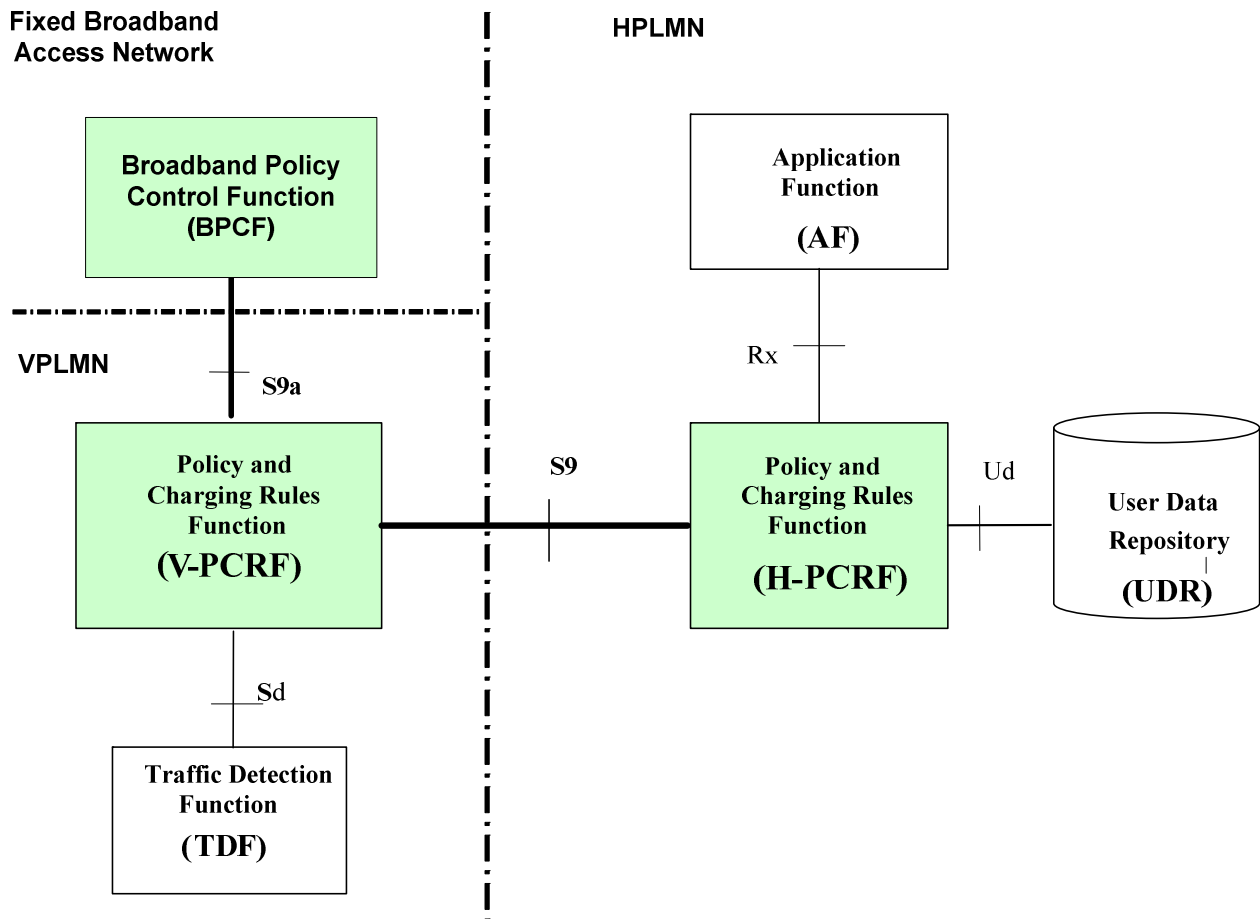 Fixed Broadband
Access Network
HPLMN
Broadband Policy
Control Function
(BPCF)
Application
Function
(AF)
VPLMN
S9a
Rx
Policy and
Charging Rules
Function
(V-PCRF)
S9
Policy and
Charging Rules
Function
(H-PCRF)
Ud
User Data
Repository
(UDR)
Sd
Traffic Detection
Function
(TDF)